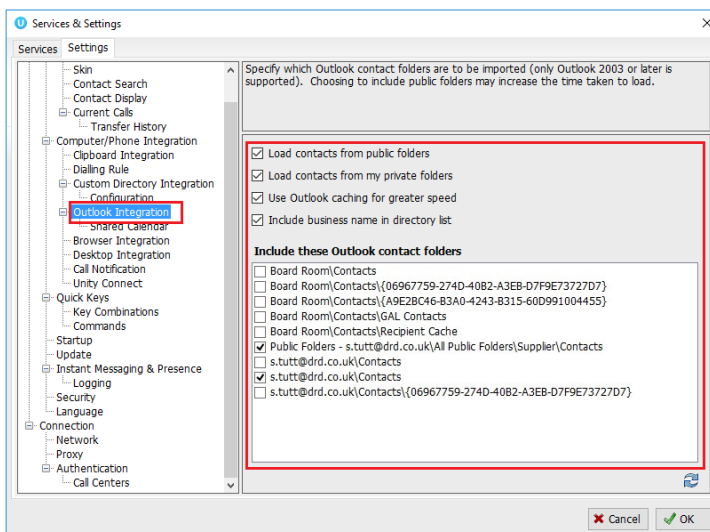 Services & Settings
Services Settings
Skin
Contact Search
Contact Display
Current Calls
Transfer History
Computer/Phone Integration
Clipboard Integration
Dialling Rule
Custom Directory Integration
Configuration
Outlook Integration
Shared Calendar
Browser Integration
Desktop Integration
Call Notification
Unity Connect
Quick Keys
Key Combinations
Commands
Startup
Update
Instant Messaging & Presence
Logging
Security
Language
Connection
Network
Proxy
Authentication
Call Centers
Specify which Outlook contact folders are to be imported (only Outlook 2003 or later is
supported). Choosing to include public folders may increase the time taken to load.
Load contacts from public folders
Load contacts from my private folders
Use Outlook caching for greater speed
Include business name in directory list
Include these Outlook contact folders
Board Room\Contacts
Board Room\Contacts\{06967759-274D-40B2-A3EB-D7F9E73727D7}
Board Room\Contacts\{A9E2BC46-B3A0-4243-B315-60D991004455}
Board Room\Contacts\GAL Contacts
Board Room\Contacts\Recipient Cache
Public Folders - s.tutt@drd.co.uk\All Public Folders\Supplier\Contacts
s.tutt@drd.co.uk\Contacts
s.tutt@drd.co.uk\Contacts
s.tutt@drd.co.uk\Contacts\{06967759-274D-40B2-A3EB-D7F9E73727D7}
Cancel OK